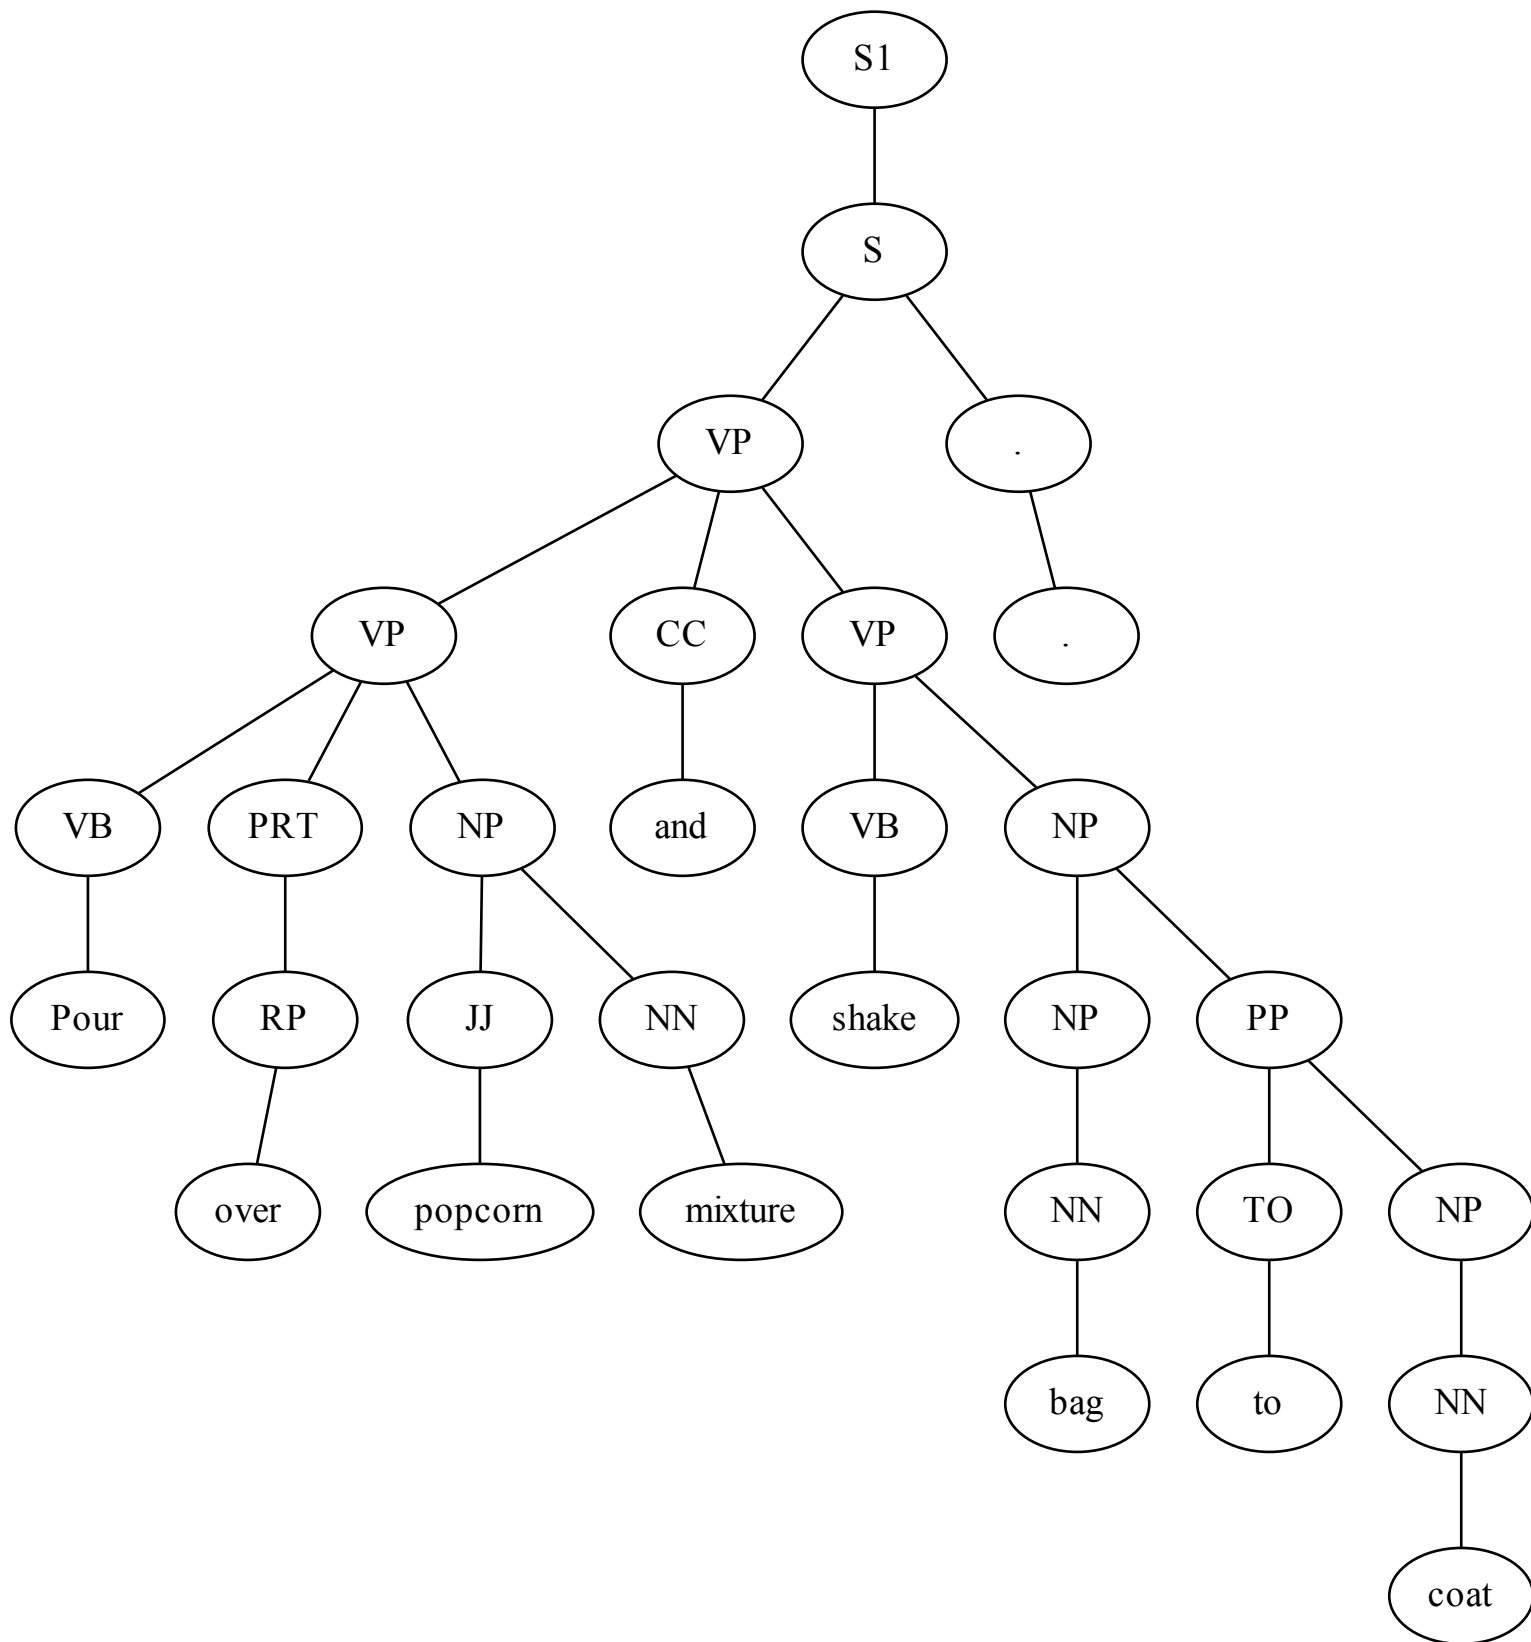 S1
S
VP .
VP CC VP .
VB PRT NP and VB NP
Pour RP JJ NN shake NP PP
over popcorn mixture NN TO NP
bag to NN
coat